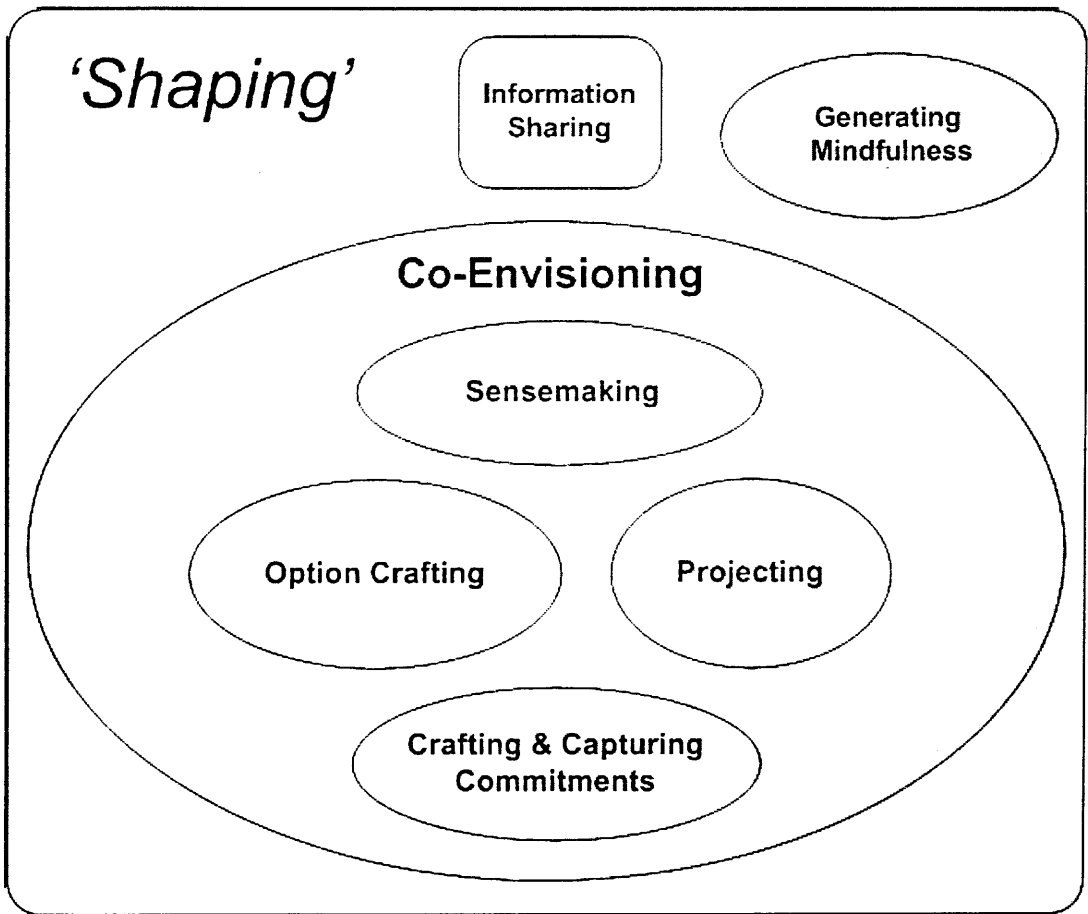 ‘Shaping’
Information
Sharing
Generating
Mindfulness
Co-Envisioning
Sensemaking
Option Crafting
Projecting
Crafting & Capturing
Commitments